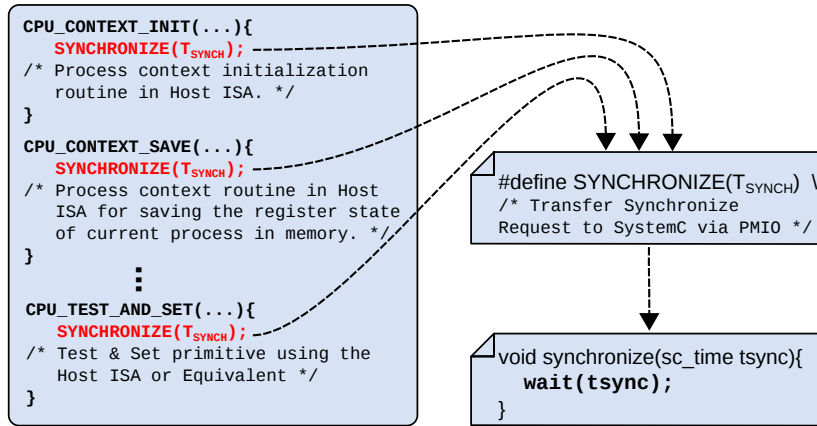 CPU_CONTEXT_INIT(...){
SYNCHRONIZE(TSYNCH);
/* Process context initialization
routine in Host ISA. */
}
CPU_CONTEXT_SAVE(...){
SYNCHRONIZE(TSYNCH);
/* Process context routine in Host
ISA for saving the register state
of current process in memory. */
}
⋮
CPU_TEST_AND_SET(...){
SYNCHRONIZE(TSYNCH);
/* Test & Set primitive using the
Host ISA or Equivalent */
}
#define SYNCHRONIZE(TSYNCH) \
/* Transfer Synchronize
Request to SystemC via PMIO */
void synchronize(sc_time tsync){
wait(tsync);
}